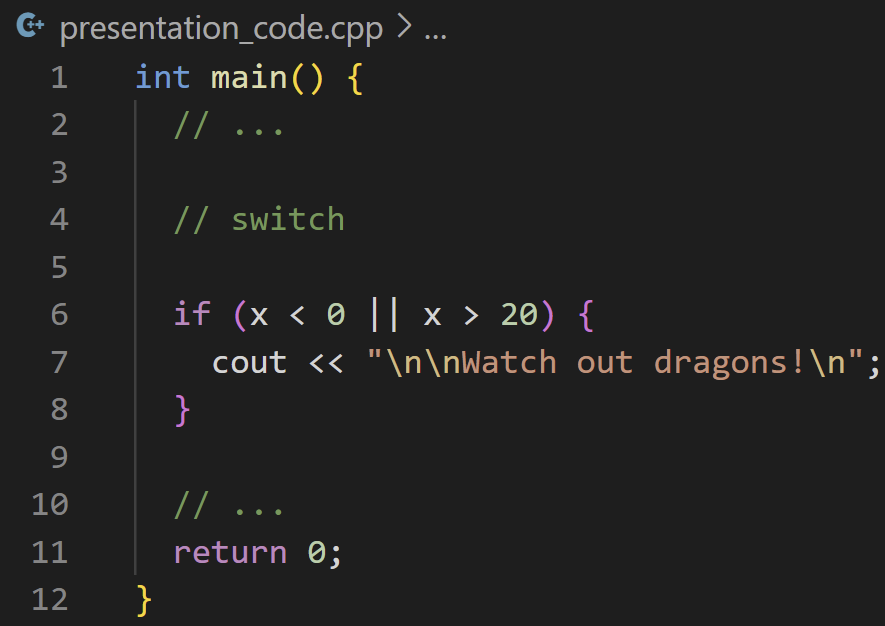 presentation_code.cpp > ...
1 int main() {
2   // ...
3
4   // switch
5
6   if (x < 0 || x > 20) {
7     cout << "\n\nWatch out dragons!\n";
8   }
9
10   // ...
11   return 0;
12 }